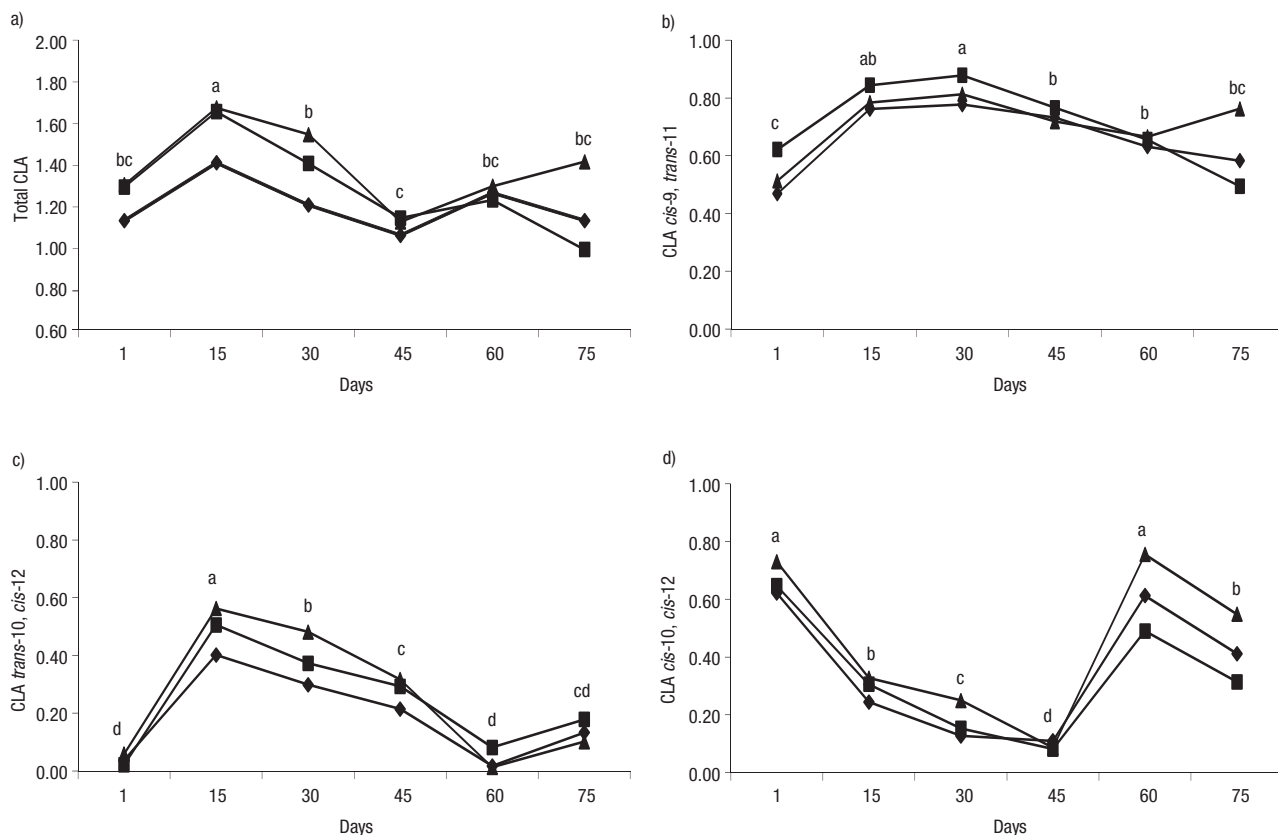 a)
2.00
1.80
1.60
1.40
1.20
1.00
0.80
0.60
Total CLA
bc
a
b
c
bc
bc
1
15
30
45
60
75
Days
b)
1.00
0.80
0.60
0.40
0.20
0.00
CLA cis-9, trans-11
c
ab
a
b
b
bc
1
15
30
45
60
75
Days
c)
1.00
0.80
0.60
0.40
0.20
0.00
CLA trans-10, cis-12
d
a
b
c
d
cd
1
15
30
45
60
75
Days
d)
1.00
0.80
0.60
0.40
0.20
0.00
CLA cis-10, cis-12
a
b
c
d
a
b
1
15
30
45
60
75
Days